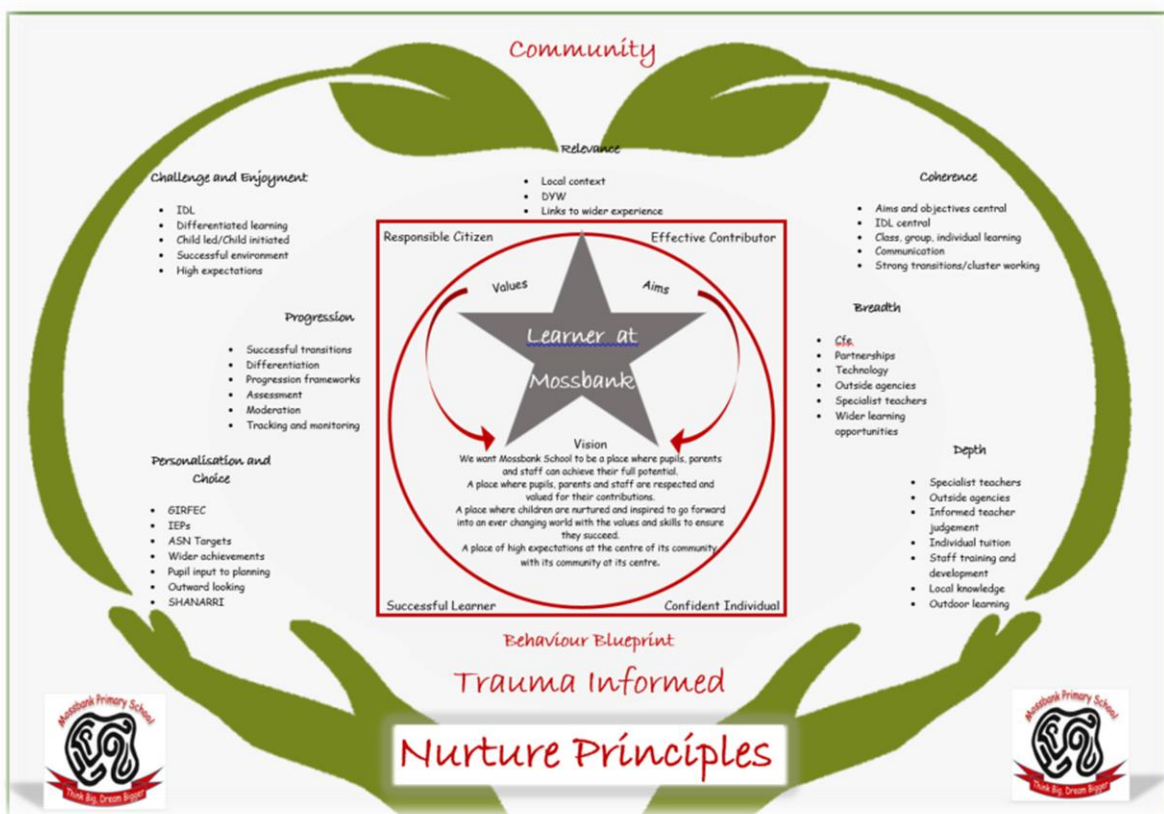 Community
Relevance
• Local context
• DYW
• Links to wider experience
Challenge and Enjoyment
• IDL
• Differentiated learning
• Child led/Child initiated
• Successful environment
• High expectations
Coherence
• Aims and objectives central
• IDL central
• Class, group, individual learning
• Communication
• Strong transitions/cluster working
Progression
• Successful transitions
• Differentiation
• Progression frameworks
• Assessment
• Moderation
• Tracking and monitoring
Breadth
• Cfe
• Partnerships
• Technology
• Outside agencies
• Specialist teachers
• Wider learning
opportunities
Personalisation and
Choice
• GIRFEC
• IEPs
• ASN Targets
• Wider achievements
• Pupil input to planning
• Outward looking
• SHANARRI
Depth
• Specialist teachers
• Outside agencies
• Informed teacher
judgement
• Individual tuition
• Staff training and
development
• Local knowledge
• Outdoor learning
Responsible Citizen
Effective Contributor
Values
Aims
Learner at
Mossbank
Vision
We want Mossbank School to be a place where pupils, parents
and staff can achieve their full potential.
A place where pupils, parents and staff are respected and
valued for their contributions.
A place where children are nurtured and inspired to go forward
into an ever changing world with the values and skills to ensure
they succeed.
A place of high expectations at the centre of its community
with its community at its centre.
Successful Learner
Confident Individual
Behaviour Blueprint
Trauma Informed
Nurture Principles
Mossbank Primary School
Think Big, Dream Bigger
Mossbank Primary School
Think Big, Dream Bigger